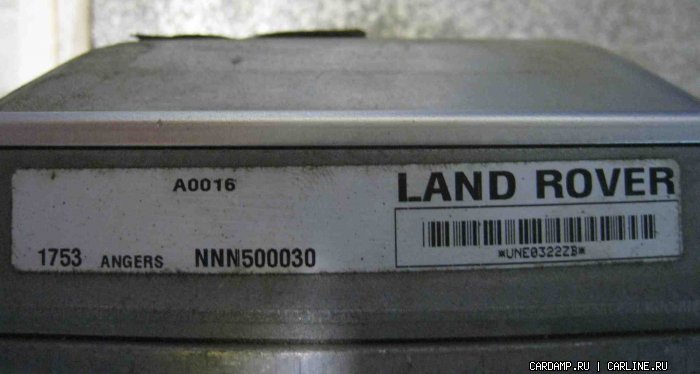 A0016
LAND ROVER
*UNE0322ZB*
1753 ANGERS NNN500030
CARDAMP.RU | CARLINE.RU